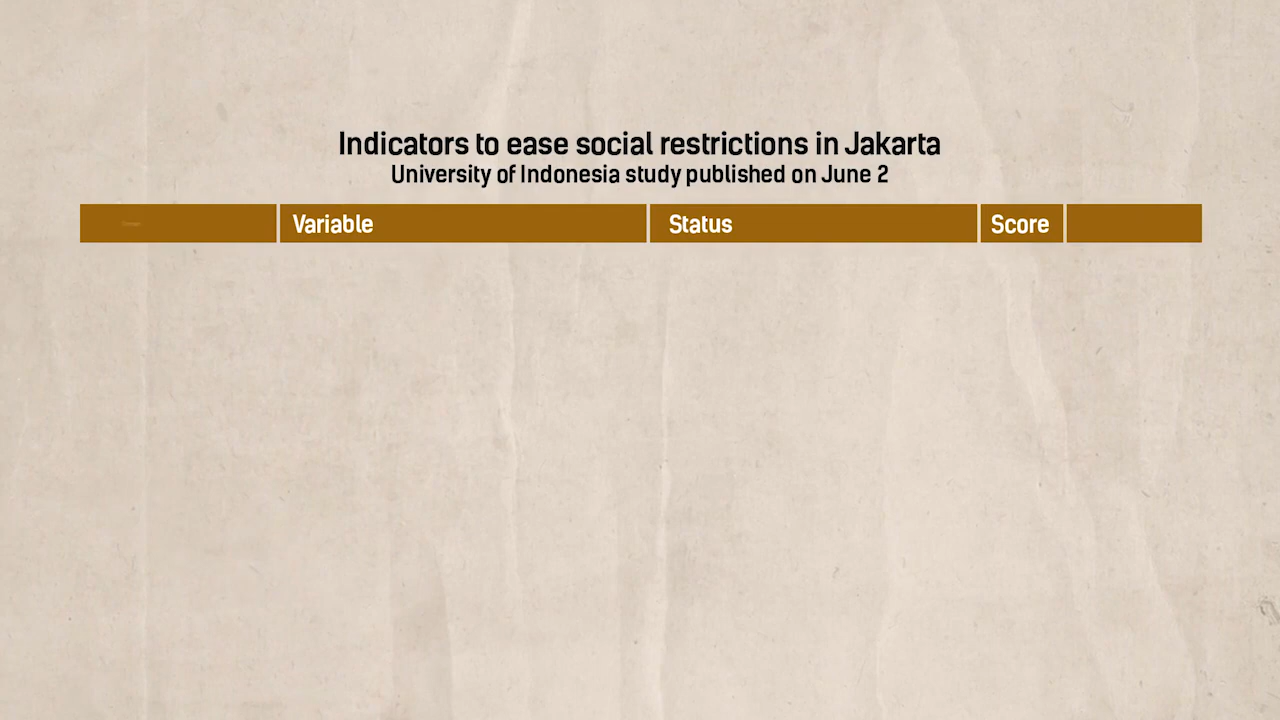 Indicators to ease social restrictions in Jakarta
University of Indonesia study published on June 2
Variable Status Score